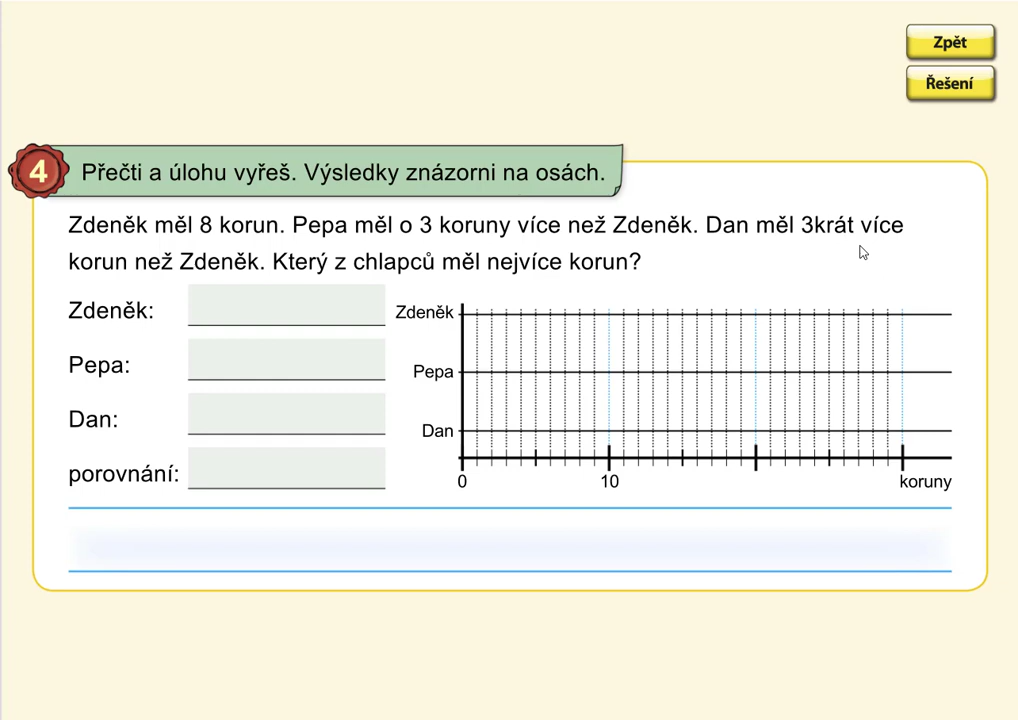 Zpět
Řešení
4 Přečti a úlohu vyřeš. Výsledky znázorni na osách.
Zdeněk měl 8 korun. Pepa měl o 3 koruny více než Zdeněk. Dan měl 3krát více
korun než Zdeněk. Který z chlapců měl nejvíce korun?
Zdeněk:
Pepa:
Dan:
porovnání:
Zdeněk
Pepa
Dan
0 10 koruny